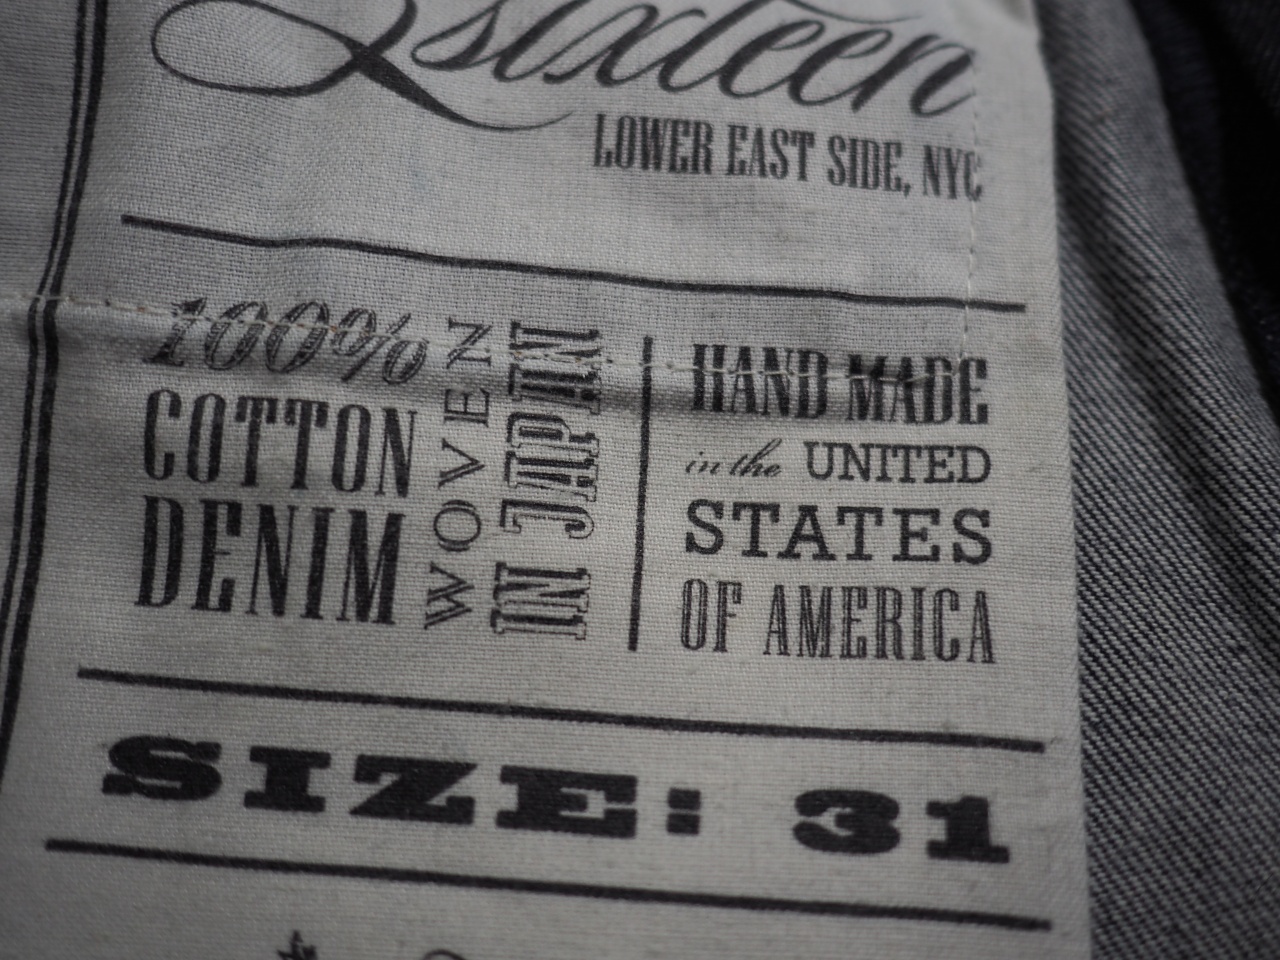 sixteen
LOWER EAST SIDE, NYC
100%
COTTON
DENIM
WOVEN
IN JAPAN
HAND MADE
in the UNITED
STATES
OF AMERICA
SIZE: 31